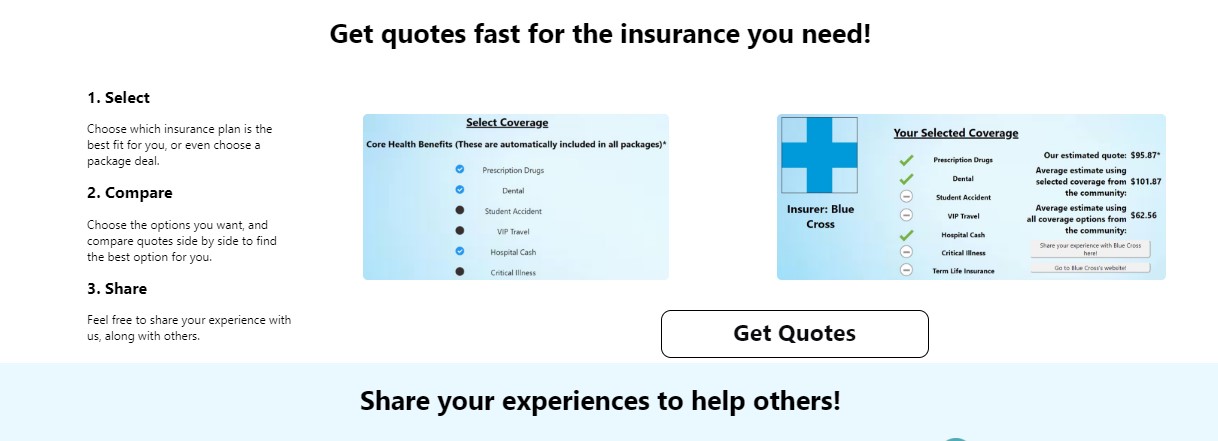 Get quotes fast for the insurance you need!
1. Select
Choose which insurance plan is the
best fit for you, or even choose a
package deal.
2. Compare
Choose the options you want, and
compare quotes side by side to find
the best option for you.
3. Share
Feel free to share your experience with
us, along with others.
Select Coverage
Core Health Benefits (These are automatically included in all packages)*
Prescription Drugs
Dental
Student Accident
VIP Travel
Hospital Cash
Critical Illness
Insurer: Blue
Cross
Your Selected Coverage
Prescription Drugs
Dental
Student Accident
VIP Travel
Hospital Cash
Critical Illness
Term Life Insurance
Our estimated quote: $95.87*
Average estimate using
selected coverage from $101.87
the community:
Average estimate using
all coverage options from $62.56
the community:
Share your experience with Blue Cross
here!
Go to Blue Cross's website!
Get Quotes
Share your experiences to help others!